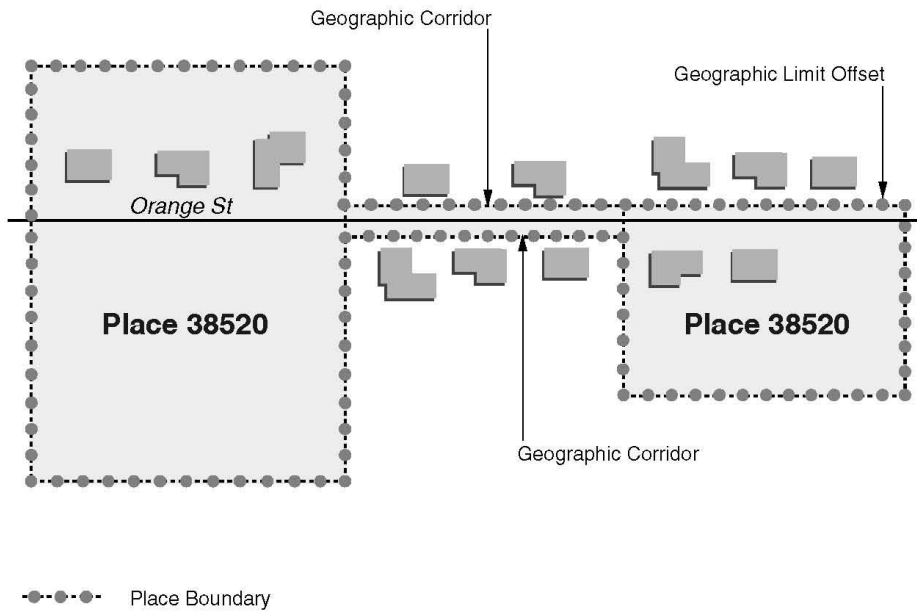 Geographic Corridor
Geographic Limit Offset
Orange St
Place 38520
Place 38520
Geographic Corridor
Place Boundary